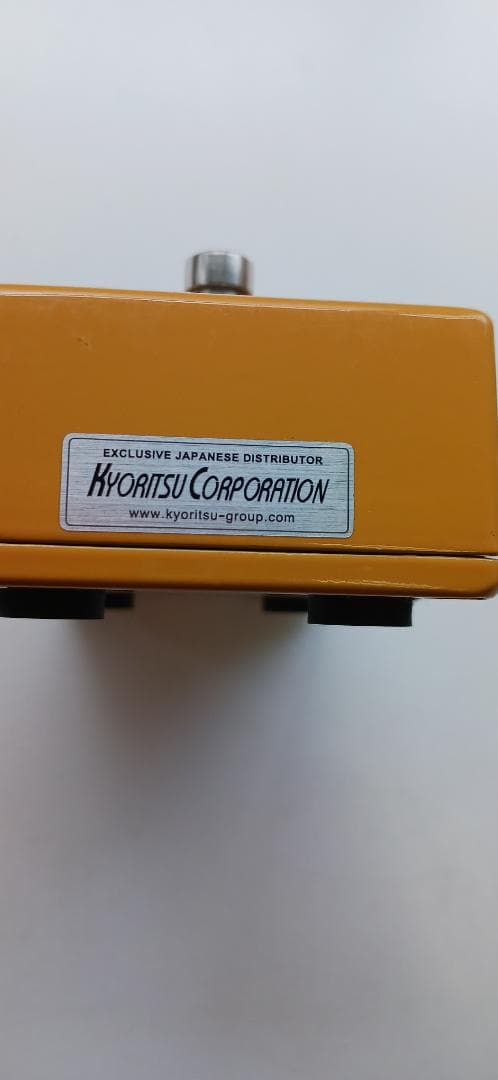 EXCLUSIVE JAPANESE DISTRIBUTOR
KYORITSU CORPORATION
www.kyoritsu-group.com